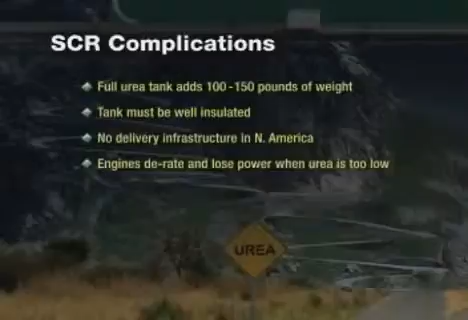 SCR Complications
Full urea tank adds 100-150 pounds of weight
Tank must be well insulated
No delivery infrastructure in N. America
Engines de-rate and lose power when urea is too low
UREA